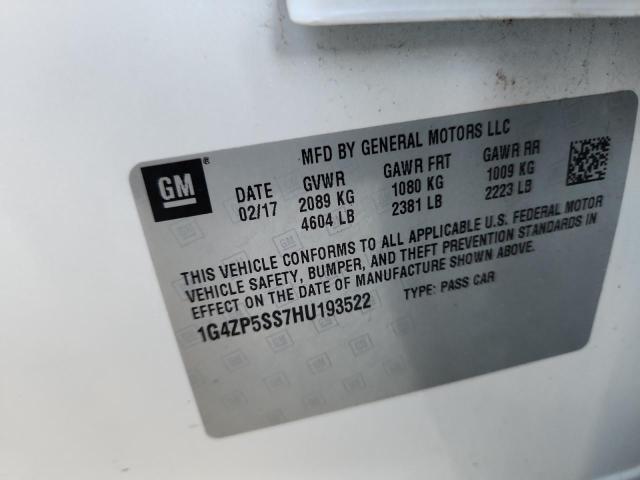 MFD BY GENERAL MOTORS LLC
GM ®
DATE GVWR GAWR FRT GAWR RR
02/17 2089 KG 1080 KG 1009 KG
4604 LB 2381 LB 2223 LB
THIS VEHICLE CONFORMS TO ALL APPLICABLE U.S. FEDERAL MOTOR
VEHICLE SAFETY, BUMPER, AND THEFT PREVENTION STANDARDS IN
EFFECT ON THE DATE OF MANUFACTURE SHOWN ABOVE.
1G4ZP5SS7HU193522 TYPE: PASS CAR